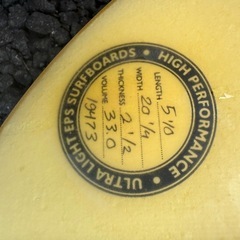 HIGH PERFORMANCE
ULTRA LIGHT EPS SURFBOARDS
LENGTH 5'10
WIDTH 20 1/4
THICKNESS 2 1/2
VOLUME 33.0
19473